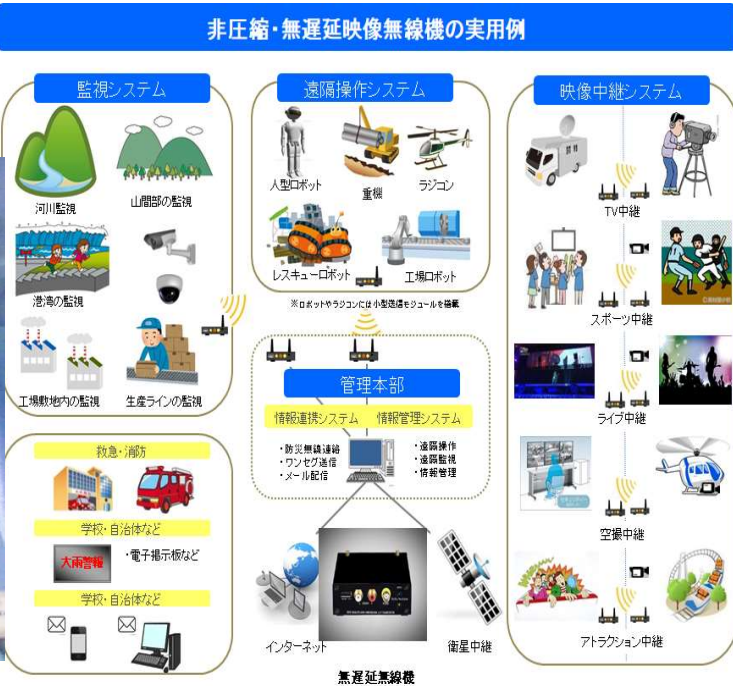 非圧縮・無遅延映像無線機の実用例
監視システム
河川監視
山間部の監視
港湾の監視
工場敷地内の監視
生産ラインの監視
遠隔操作システム
人型ロボット
重機
ラジコン
レスキューロボット
工場ロボット
※ロボットやラジコンには小型送信モジュールを搭載
管理本部
情報連携システム
情報管理システム
・防災無線連絡
・ワンセグ送信
・メール配信
・遠隔操作
・遠隔監視
・情報管理
インターネット
衛星中継
無遅延無線機
救急・消防
学校・自治体など
大雨警報
・電子掲示板など
学校・自治体など
映像中継システム
TV中継
スポーツ中継
ライブ中継
空撮中継
アトラクション中継